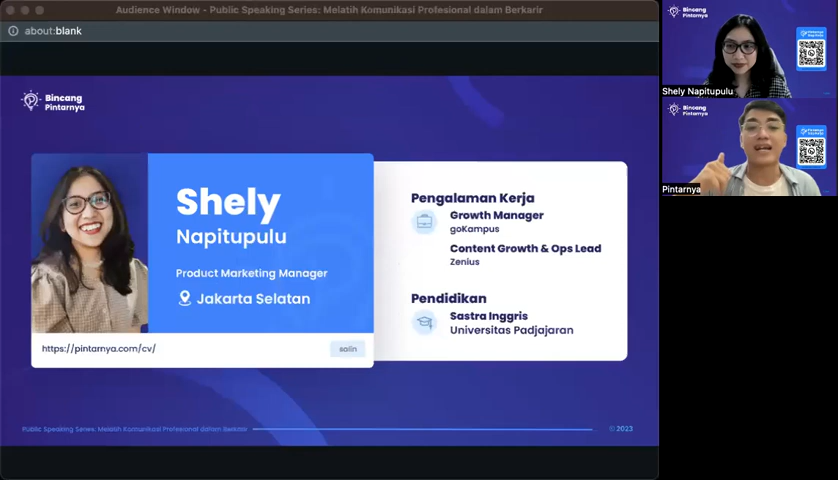 Audience Window - Public Speaking Series: Melatih Komunikasi Profesional dalam Berkarir
about:blank
Bincang
Pintarnya
Shely
Napitupulu
Product Marketing Manager
Jakarta Selatan
https://pintarnya.com/cv/
salin
Pengalaman Kerja
Growth Manager
goKampus
Content Growth & Ops Lead
Zenius
Pendidikan
Sastra Inggris
Universitas Padjajaran
Public Speaking Series: Melatih Komunikasi Profesional dalam Berkarir
© 2023
Bincang
Pintarnya
Shely Napitupulu
Bincang
Pintarnya
Pintarnya